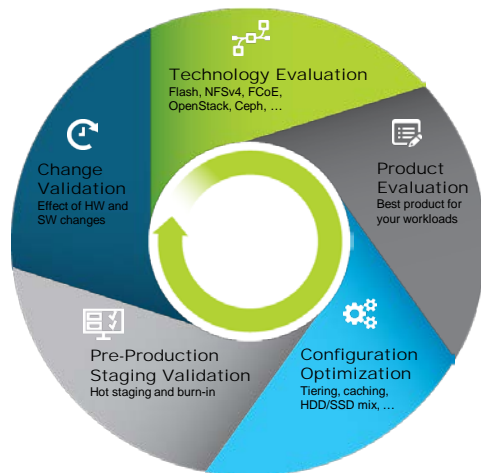 Technology Evaluation
Flash, NFSv4, FCoE,
OpenStack, Ceph, ...
Product
Evaluation
Best product for
your workloads
Configuration
Optimization
Tiering, caching,
HDD/SSD mix, ...
Pre-Production
Staging Validation
Hot staging and burn-in
Change
Validation
Effect of HW and
SW changes